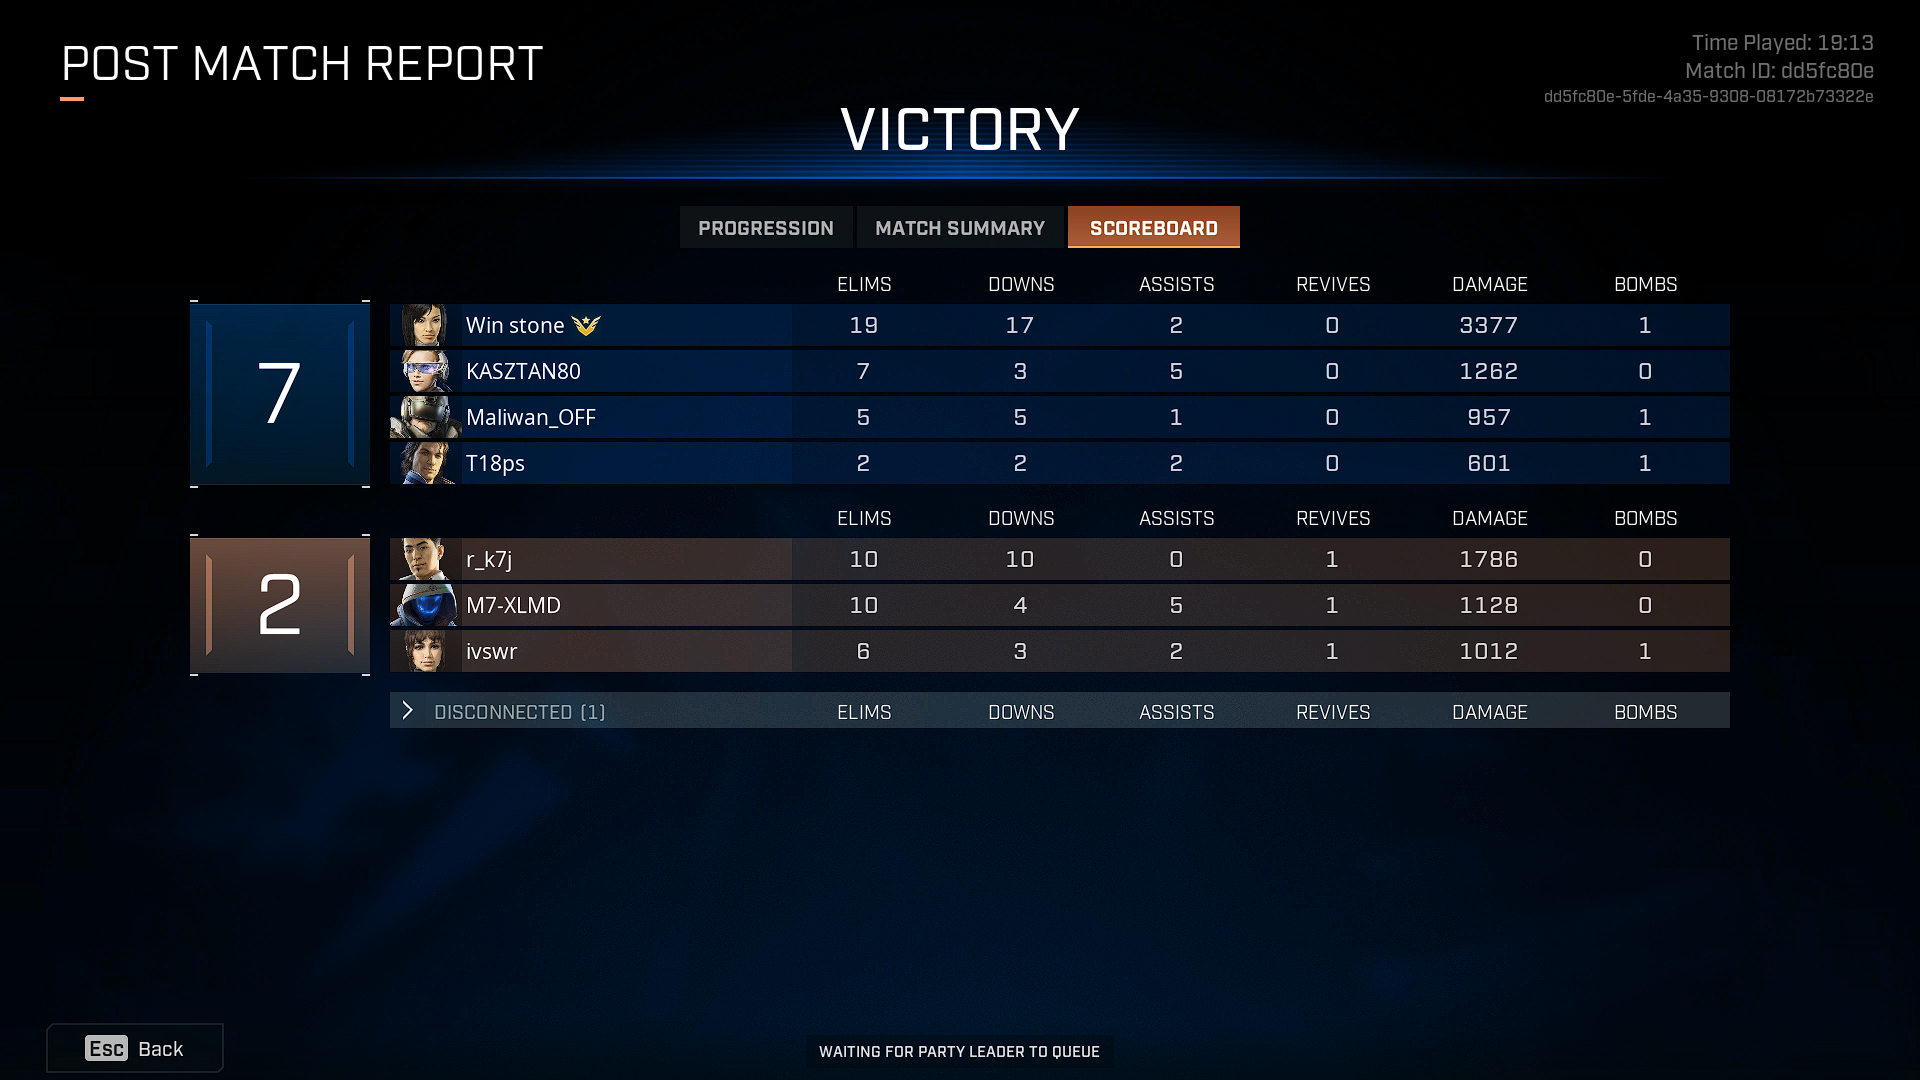 POST MATCH REPORT
Time Played: 19:13
Match ID: dd5fc80e
dd5fc80e-5fde-4a35-9308-08172b73322e
VICTORY
PROGRESSION MATCH SUMMARY SCOREBOARD
ELIMS DOWNS ASSISTS REVIVES DAMAGE BOMBS
7
Win stone 19 17 2 0 3377 1
KASZTAN80 7 3 5 0 1262 0
Maliwan_OFF 5 5 1 0 957 1
T18ps 2 2 2 0 601 1
ELIMS DOWNS ASSISTS REVIVES DAMAGE BOMBS
2
r_k7j 10 10 0 1 1786 0
M7-XLMD 10 4 5 1 1128 0
ivswr 6 3 2 1 1012 1
DISCONNECTED (1) ELIMS DOWNS ASSISTS REVIVES DAMAGE BOMBS
Esc Back
WAITING FOR PARTY LEADER TO QUEUE